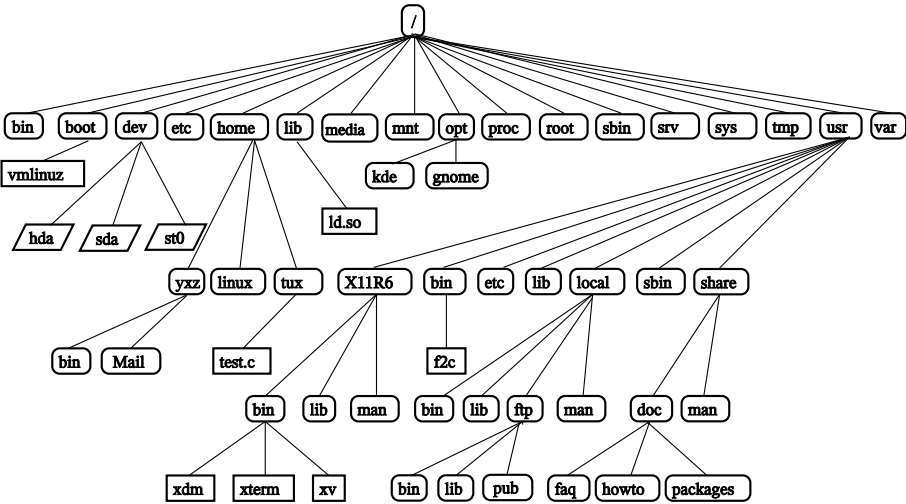 /
bin boot dev etc home lib media mnt opt proc root sbin srv sys tmp usr var
vmlinuz kde gnome
ld.so
hda sda st0
yxz linux tux X11R6 bin etc lib local sbin share
bin Mail test.c f2c
bin lib man bin lib ftp man doc man
xdm xterm xv bin lib pub faq howto packages